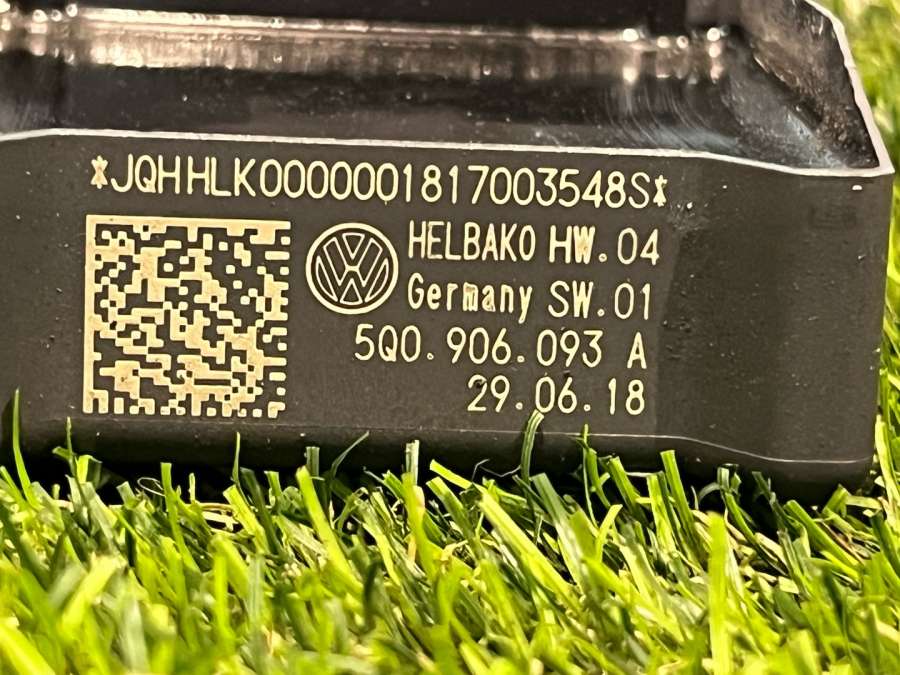 *JQHHLK0000001817003548S*
HELBAKO HW.04
Germany SW.01
5Q0.906.093 A
29.06.18